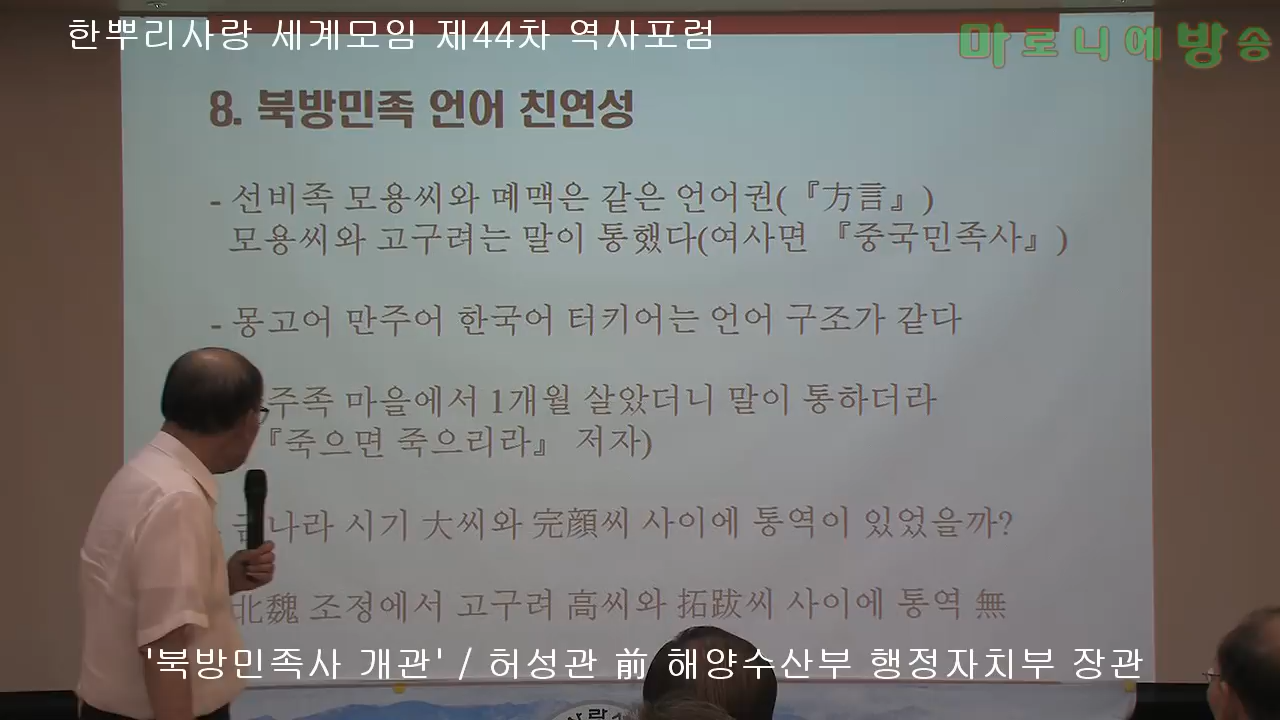 한뿌리사랑 세계모임 제44차 역사포럼
마로니에방송
8. 북방민족 언어 친연성
- 선비족 모용씨와 몌맥은 같은 언어권(『方言』)
모용씨와 고구려는 말이 통했다(여사면 『중국민족사』)
- 몽고어 만주어 한국어 터키어는 언어 구조가 같다
주족 마을에서 1개월 살았더니 말이 통하더라
『죽으면 죽으리라』 저자)
나라 시기 大씨와 完顔씨 사이에 통역이 있었을까?
北魏 조정에서 고구려 高씨와 拓跋씨 사이에 통역 無
'북방민족사 개관' / 허성관 前 해양수산부 행정자치부 장관